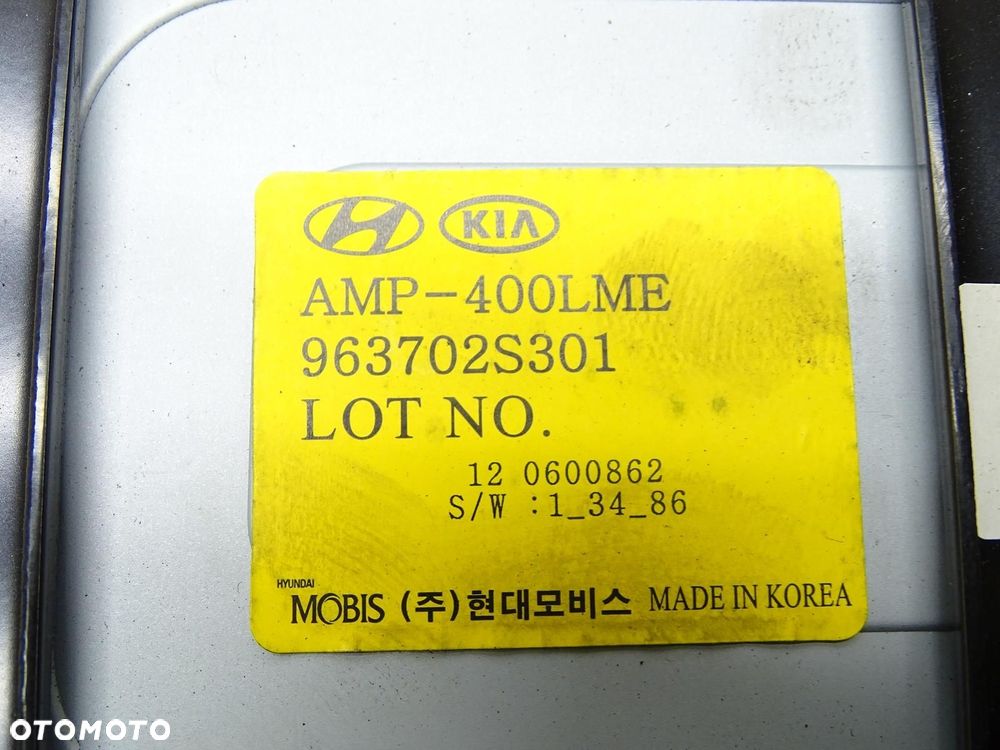 H KIA
AMP-400LME
963702S301
LOT NO.
12 0600862
S/W :1_34_86
HYUNDAI
MOBIS (주)현대모비스 MADE IN KOREA
OTOMOTO